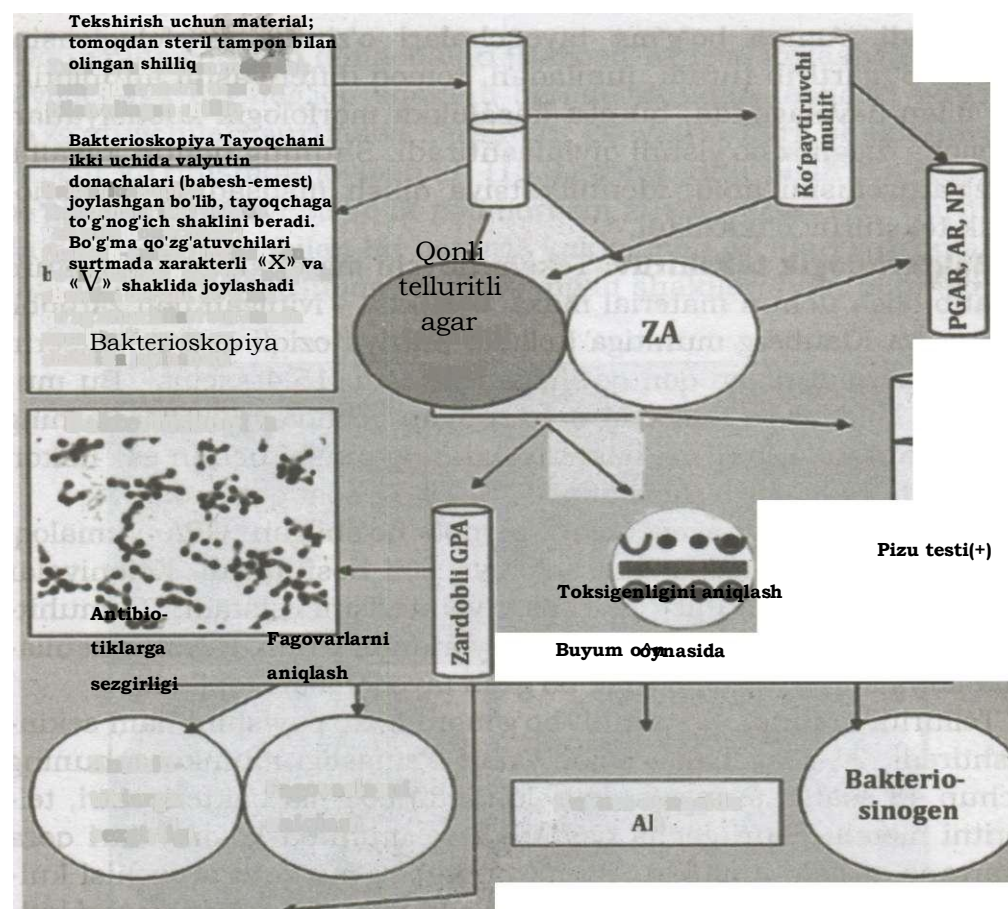 Tekshirish uchun material;
tomoqdan steril tampon bilan
olingan shilliq
Bakterioskopiya Tayoqchani
ikki uchida valyutin
donachalari (babesh-emest)
joylashgan bo'lib, tayoqchaga
to'g'nog'ich shaklini beradi.
Bo'g'ma qo'zg'atuvchilari
surtmada xarakterli «X» va
«V» shaklida joylashadi
Bakterioskopiya
Ko'paytiruvchi
muhit
Qonli
telluritli
agar
ZA
PGAR, AR, NP
Zardobli GPA
Toksigenligini aniqlash
Pizu testi(+)
Buyum
Antibio-
tiklarga
sezgirligi
Fagovarlarni
aniqlash
Al
Bakterio-
sinogen